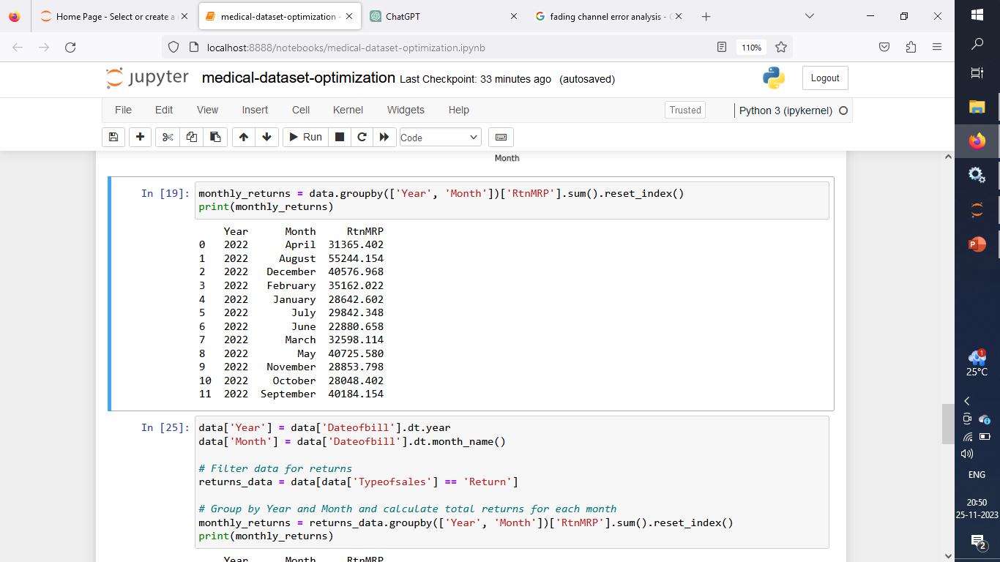 Home Page - Select or create a
medical-dataset-optimization -
ChatGPT
fading channel error analysis -
localhost:8888/notebooks/medical-dataset-optimization.ipynb
110%
jupyter medical-dataset-optimization Last Checkpoint: 33 minutes ago (autosaved)
Logout
File Edit View Insert Cell Kernel Widgets Help
Trusted
Python 3 (ipykernel)
Run
Code
Month
In [19]: monthly_returns = data.groupby(['Year', 'Month'])['RtnMRP'].sum().reset_index()
print(monthly_returns)
Year Month RtnMRP
0 2022 April 31365.402
1 2022 August 55244.154
2 2022 December 40576.968
3 2022 February 35162.022
4 2022 January 28642.602
5 2022 July 29842.348
6 2022 June 22880.658
7 2022 March 32598.114
8 2022 May 40725.580
9 2022 November 28853.798
10 2022 October 28048.402
11 2022 September 40184.154
In [25]: data['Year'] = data['Dateofbill'].dt.year
data['Month'] = data['Dateofbill'].dt.month_name()
# Filter data for returns
returns_data = data[data['Typeofsales'] == 'Return']
# Group by Year and Month and calculate total returns for each month
monthly_returns = returns_data.groupby(['Year', 'Month'])['RtnMRP'].sum().reset_index()
print(monthly_returns)
Year Month RtnMRP
1
25°C
ENG
20:50
25-11-2023
2